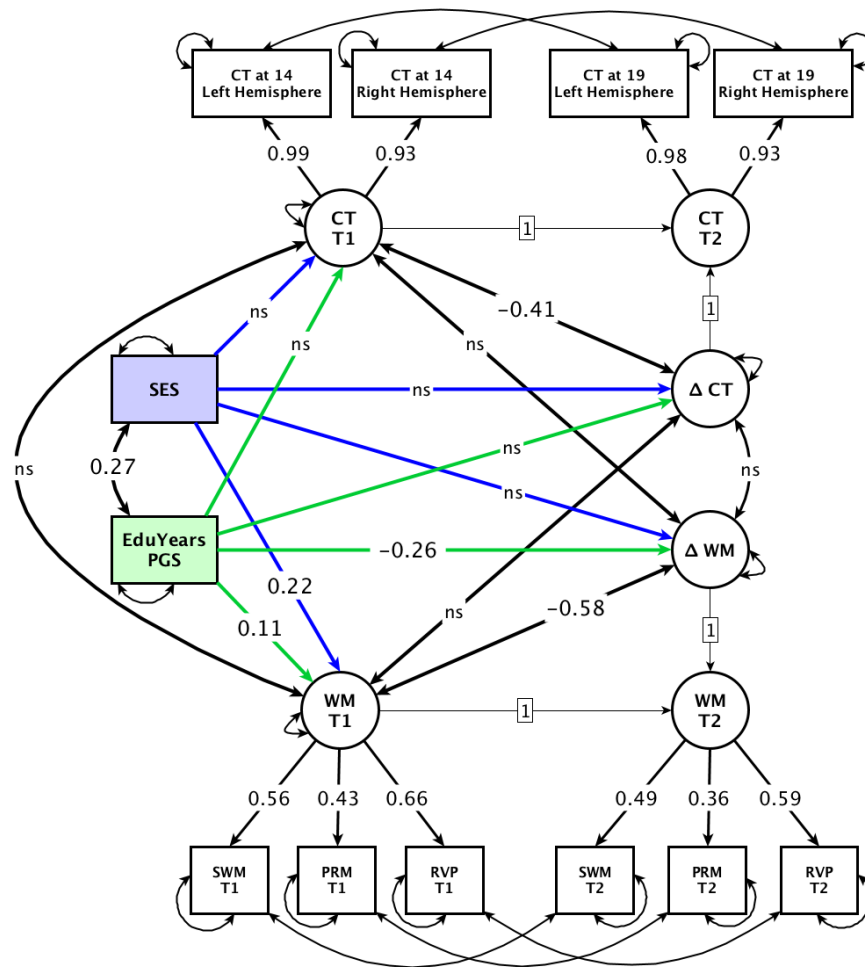 CT at 14
Left Hemisphere
CT at 14
Right Hemisphere
CT at 19
Left Hemisphere
CT at 19
Right Hemisphere
0.99
0.93
0.98
0.93
CT
T1
1
CT
T2
ns
-0.41
1
ns
ns
SES
ns
Δ CT
ns
0.27
ns
ns
ns
EduYears
PGS
-0.26
Δ WM
0.22
0.11
ns
-0.58
1
WM
T1
1
WM
T2
0.56
0.43
0.66
0.49
0.36
0.59
SWM
T1
PRM
T1
RVP
T1
SWM
T2
PRM
T2
RVP
T2